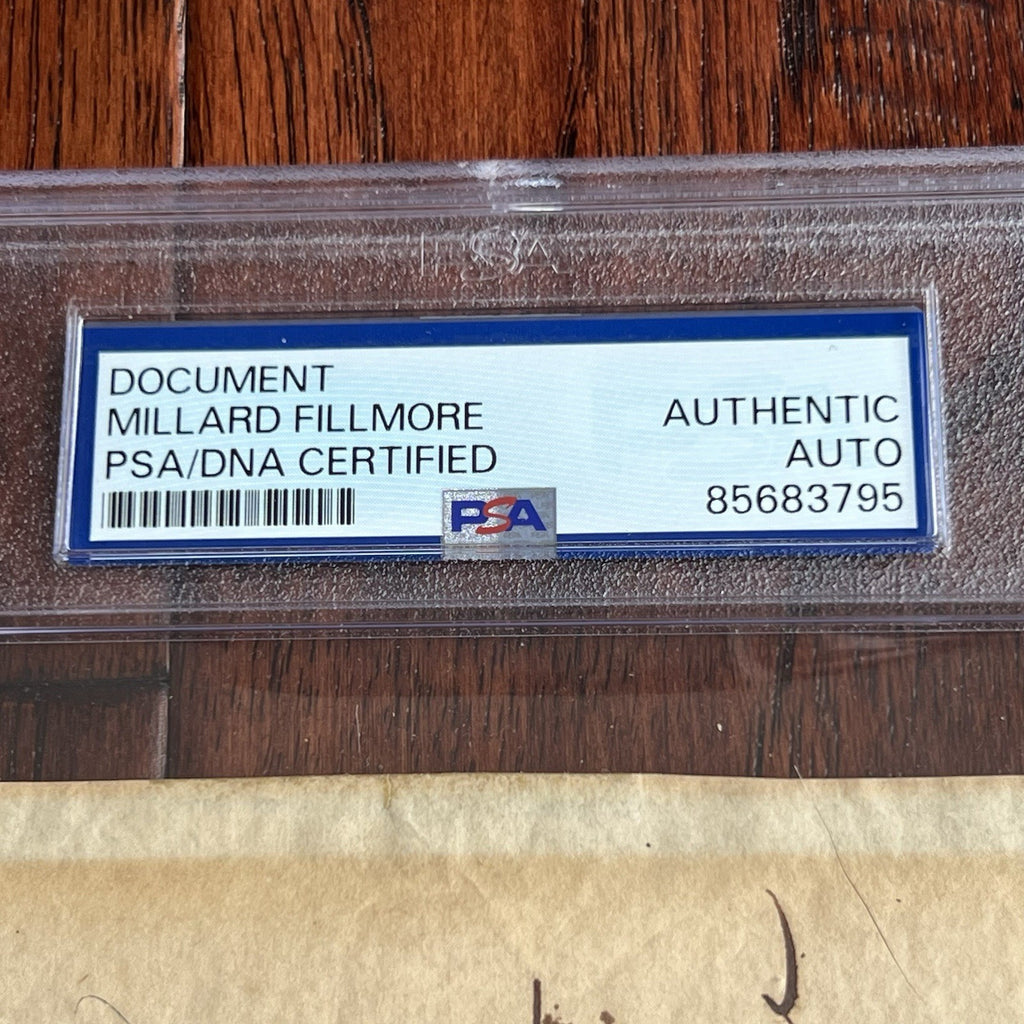 PSA
DOCUMENT
MILLARD FILLMORE
PSA/DNA CERTIFIED
AUTHENTIC
AUTO
85683795
PSA